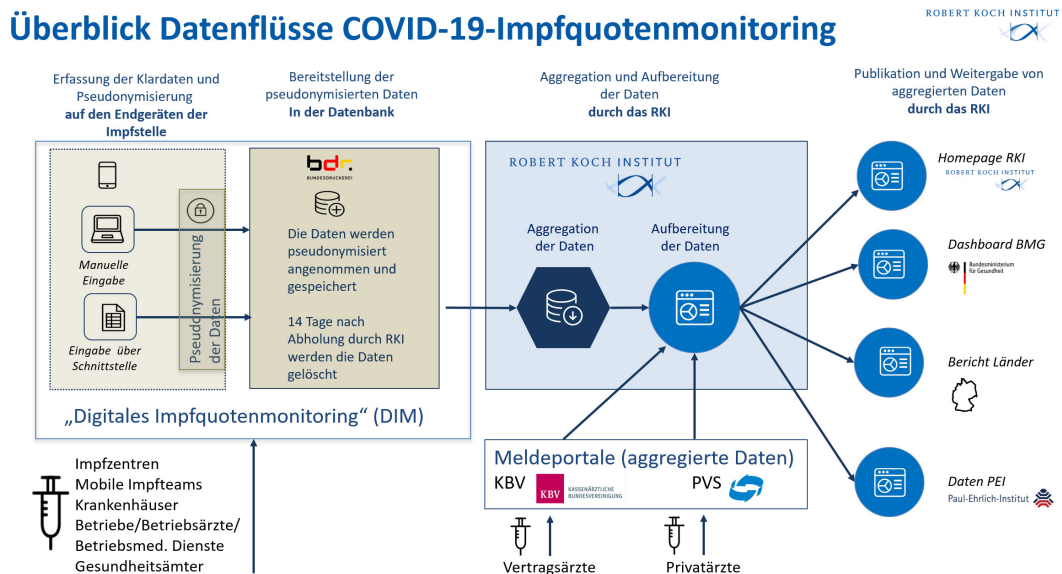 Überblick Datenflüsse COVID-19-Impfquotenmonitoring
ROBERT KOCH INSTITUT
Erfassung der Klardaten und
Pseudonymisierung
auf den Endgeräten der
Impfstelle
Bereitstellung der
pseudonymisierten Daten
In der Datenbank
Aggregation und Aufbereitung
der Daten
durch das RKI
Publikation und Weitergabe von
aggregierten Daten
durch das RKI
Manuelle
Eingabe
Eingabe über
Schnittstelle
Pseudonymisierung
der Daten
bdr.
BUNDESDRUCKEREI
Die Daten werden
pseudonymisiert
angenommen und
gespeichert
14 Tage nach
Abholung durch RKI
werden die Daten
gelöscht
„Digitales Impfquotenmonitoring“ (DIM)
ROBERT KOCH INSTITUT
Aggregation
der Daten
Aufbereitung
der Daten
Homepage RKI
ROBERT KOCH INSTITUT
Dashboard BMG
Bundesministerium
für Gesundheit
Bericht Länder
Daten PEI
Paul-Ehrlich-Institut
Meldeportale (aggregierte Daten)
KBV
KBV
KASSENÄRZTLICHE
BUNDESVEREINIGUNG
PVS
Impfzentren
Mobile Impfteams
Krankenhäuser
Betriebe/Betriebsärzte/
Betriebsmed. Dienste
Gesundheitsämter
Vertragsärzte
Privatärzte